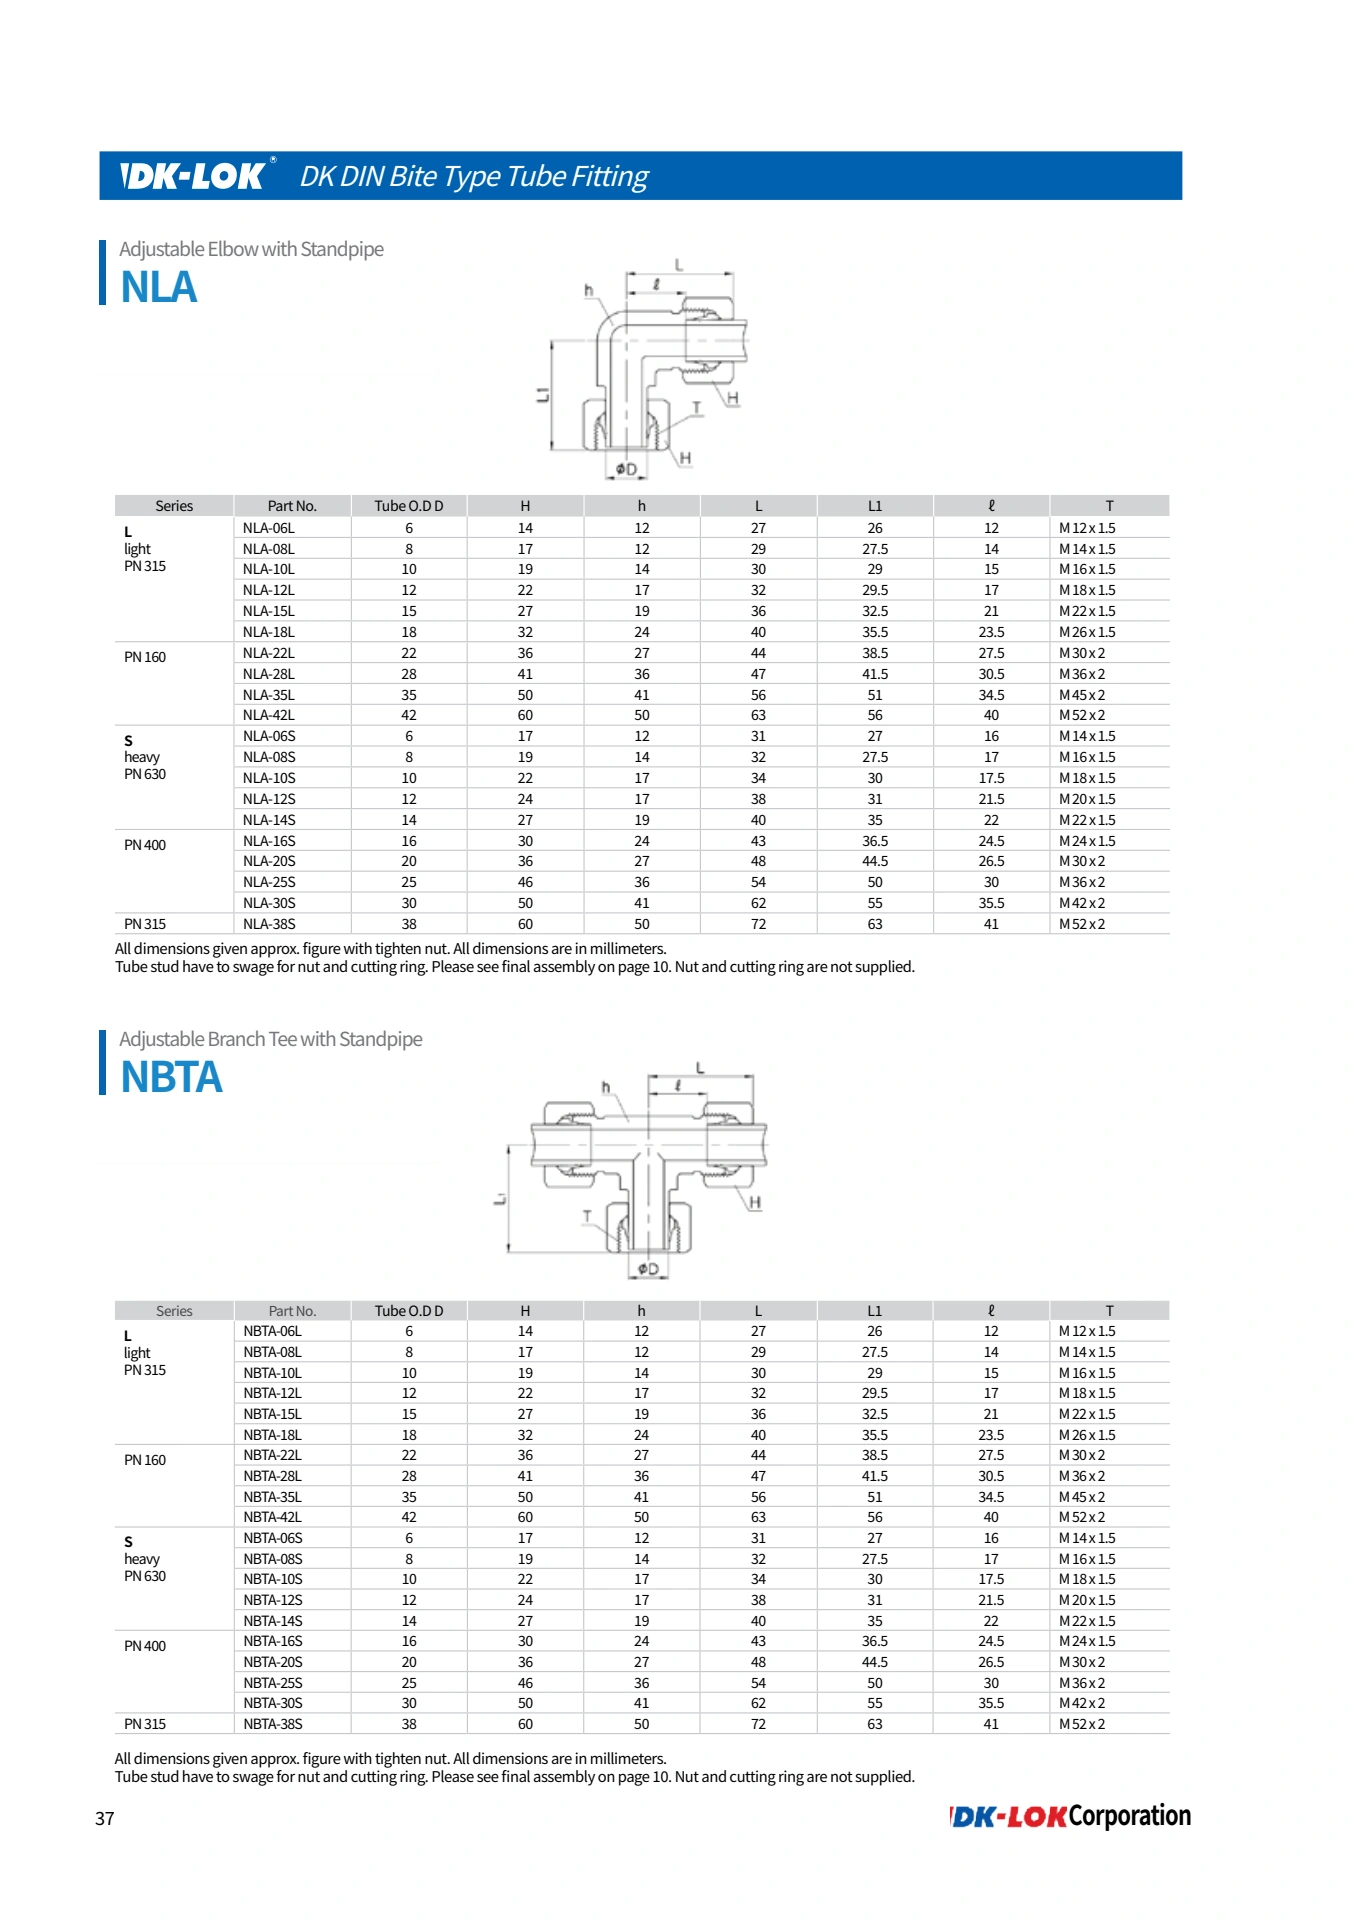 DK-LOK® DK DIN Bite Type Tube Fitting
Adjustable Elbow with Standpipe
NLA
L
ℓ
h
L1
T
H
H
øD
Series Part No. Tube O.D D H h L L1 ℓ T
L
light
PN 315
NLA-06L 6 14 12 27 26 12 M 12 x 1.5
NLA-08L 8 17 12 29 27.5 14 M 14 x 1.5
NLA-10L 10 19 14 30 29 15 M 16 x 1.5
NLA-12L 12 22 17 32 29.5 17 M 18 x 1.5
NLA-15L 15 27 19 36 32.5 21 M 22 x 1.5
NLA-18L 18 32 24 40 35.5 23.5 M 26 x 1.5
PN 160
NLA-22L 22 36 27 44 38.5 27.5 M 30 x 2
NLA-28L 28 41 36 47 41.5 30.5 M 36 x 2
NLA-35L 35 50 41 56 51 34.5 M 45 x 2
NLA-42L 42 60 50 63 56 40 M 52 x 2
S
heavy
PN 630
NLA-06S 6 17 12 31 27 16 M 14 x 1.5
NLA-08S 8 19 14 32 27.5 17 M 16 x 1.5
NLA-10S 10 22 17 34 30 17.5 M 18 x 1.5
NLA-12S 12 24 17 38 31 21.5 M 20 x 1.5
NLA-14S 14 27 19 40 35 22 M 22 x 1.5
PN 400
NLA-16S 16 30 24 43 36.5 24.5 M 24 x 1.5
NLA-20S 20 36 27 48 44.5 26.5 M 30 x 2
NLA-25S 25 46 36 54 50 30 M 36 x 2
NLA-30S 30 50 41 62 55 35.5 M 42 x 2
PN 315 NLA-38S 38 60 50 72 63 41 M 52 x 2
All dimensions given approx. figure with tighten nut. All dimensions are in millimeters.
Tube stud have to swage for nut and cutting ring. Please see final assembly on page 10. Nut and cutting ring are not supplied.
Adjustable Branch Tee with Standpipe
NBTA
L
h
ℓ
L1
H
T
øD
Series Part No. Tube O.D D H h L L1 ℓ T
L
light
PN 315
NBTA-06L 6 14 12 27 26 12 M 12 x 1.5
NBTA-08L 8 17 12 29 27.5 14 M 14 x 1.5
NBTA-10L 10 19 14 30 29 15 M 16 x 1.5
NBTA-12L 12 22 17 32 29.5 17 M 18 x 1.5
NBTA-15L 15 27 19 36 32.5 21 M 22 x 1.5
NBTA-18L 18 32 24 40 35.5 23.5 M 26 x 1.5
PN 160
NBTA-22L 22 36 27 44 38.5 27.5 M 30 x 2
NBTA-28L 28 41 36 47 41.5 30.5 M 36 x 2
NBTA-35L 35 50 41 56 51 34.5 M 45 x 2
NBTA-42L 42 60 50 63 56 40 M 52 x 2
S
heavy
PN 630
NBTA-06S 6 17 12 31 27 16 M 14 x 1.5
NBTA-08S 8 19 14 32 27.5 17 M 16 x 1.5
NBTA-10S 10 22 17 34 30 17.5 M 18 x 1.5
NBTA-12S 12 24 17 38 31 21.5 M 20 x 1.5
NBTA-14S 14 27 19 40 35 22 M 22 x 1.5
PN 400
NBTA-16S 16 30 24 43 36.5 24.5 M 24 x 1.5
NBTA-20S 20 36 27 48 44.5 26.5 M 30 x 2
NBTA-25S 25 46 36 54 50 30 M 36 x 2
NBTA-30S 30 50 41 62 55 35.5 M 42 x 2
PN 315 NBTA-38S 38 60 50 72 63 41 M 52 x 2
All dimensions given approx. figure with tighten nut. All dimensions are in millimeters.
Tube stud have to swage for nut and cutting ring. Please see final assembly on page 10. Nut and cutting ring are not supplied.
37
DK-LOK Corporation